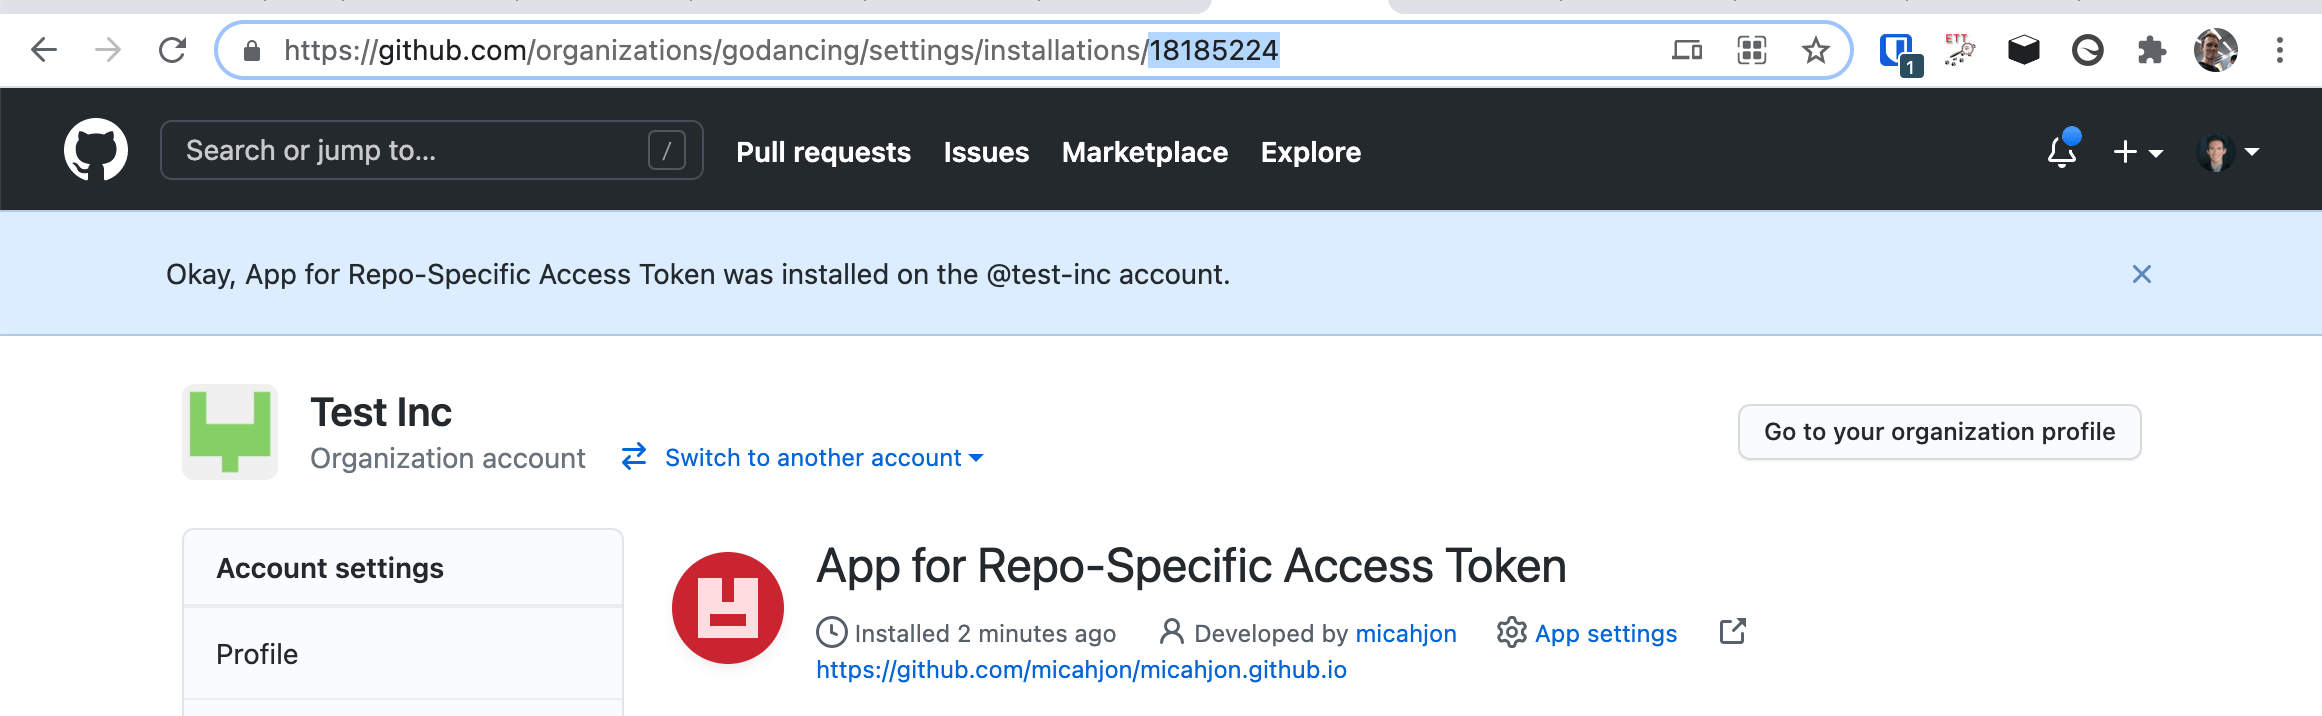 https://github.com/organizations/godancing/settings/installations/18185224
ETT
1
Search or jump to... /
Pull requests Issues Marketplace Explore
Okay, App for Repo-Specific Access Token was installed on the @test-inc account.
Test Inc
Organization account Switch to another account
Go to your organization profile
Account settings
Profile
App for Repo-Specific Access Token
Installed 2 minutes ago Developed by micahjon App settings
https://github.com/micahjon/micahjon.github.io